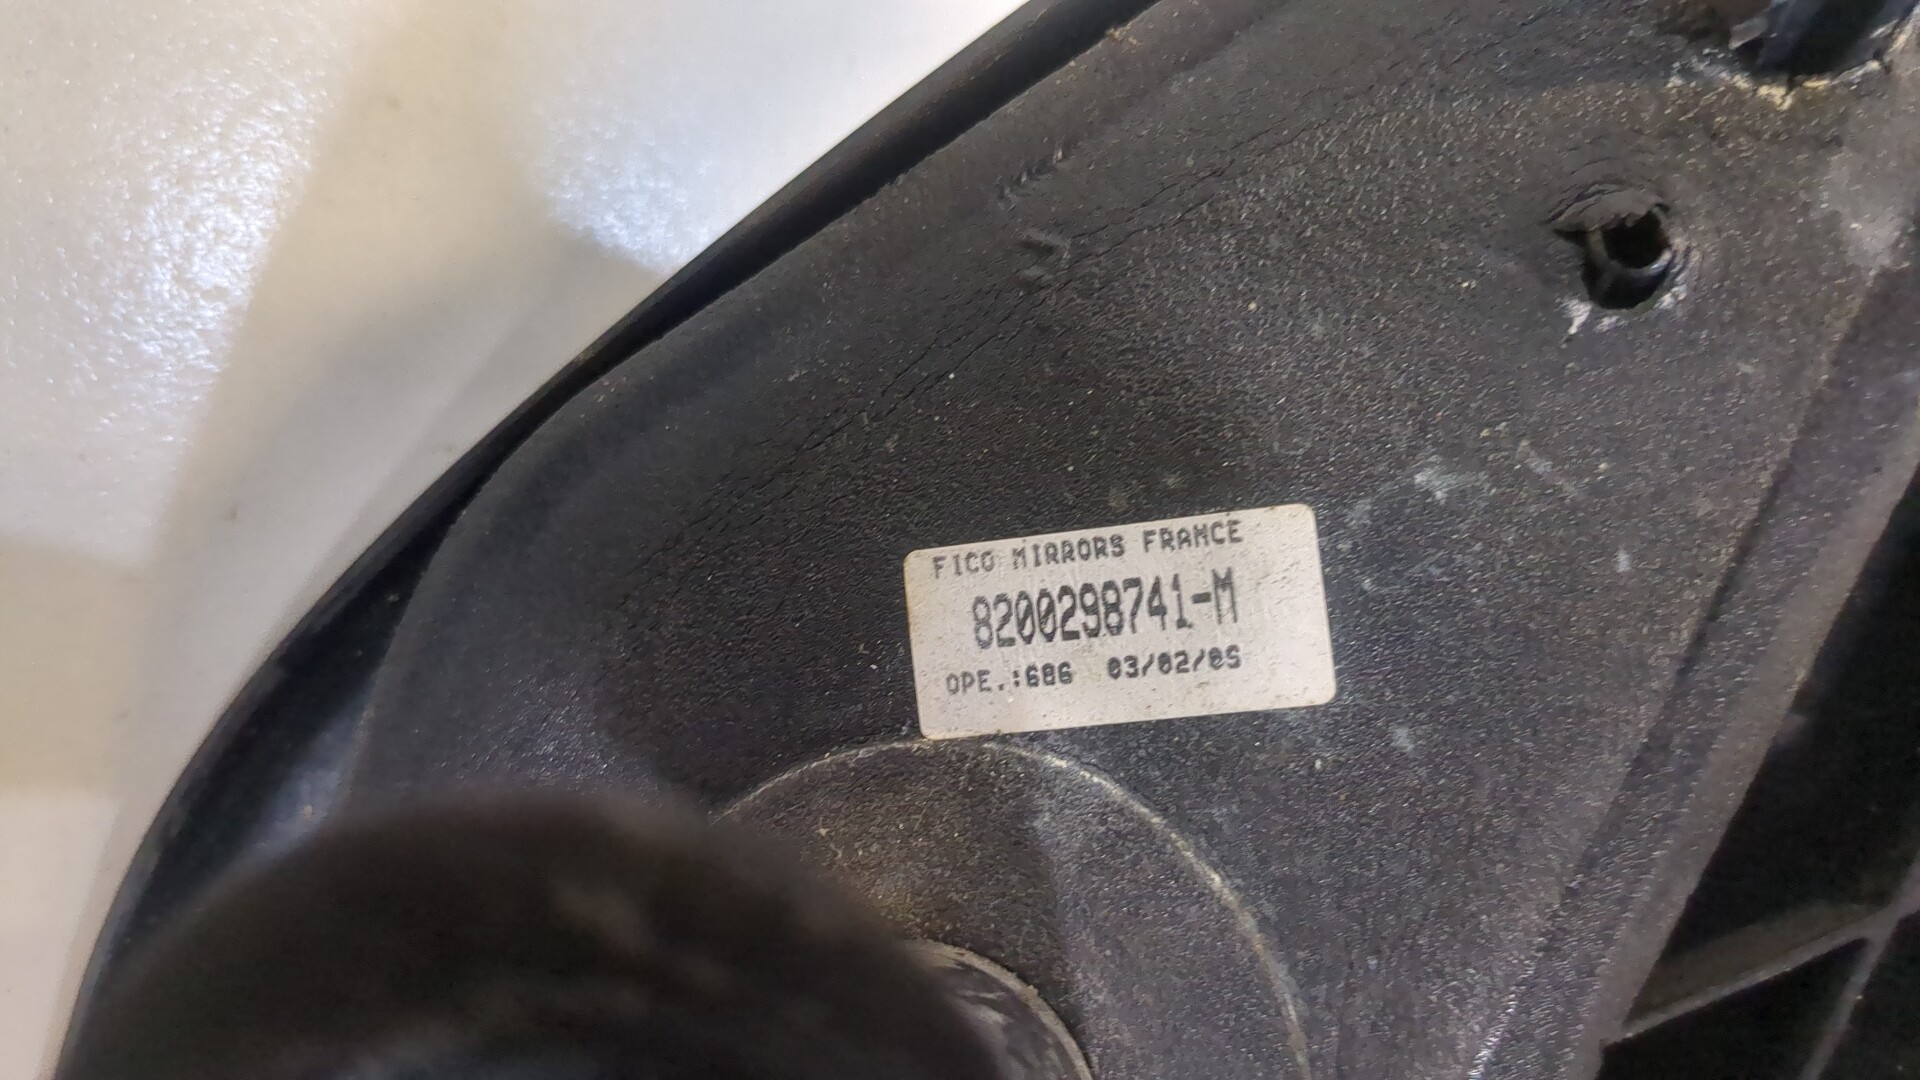 FICO MIRRORS FRANCE
8200298741-M
OPE.:686 03/02/05